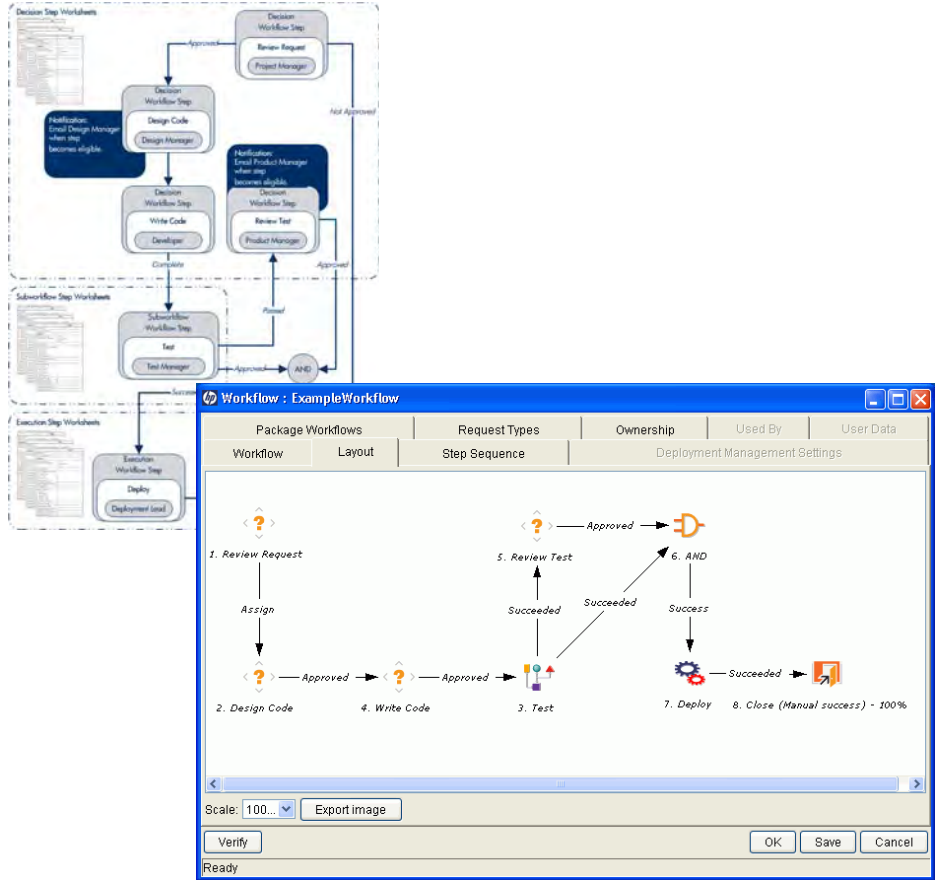 Decision Step Worksheets
Decision
Workflow Step
Review Request
Project Manager
Approved
Not Approved
Decision
Workflow Step
Design Code
Design Manager
Notification:
Email Design Manager
when step
becomes eligible.
Notification:
Email Product Manager
when step
becomes eligible.
Decision
Workflow Step
Write Code
Developer
Decision
Workflow Step
Review Test
Product Manager
Complete
Approved
Subworkflow Step Worksheets
Passed
Subworkflow
Workflow Step
Test
Test Manager
Approved
AND
Execution Step Worksheets
Execution
Workflow Step
Deploy
Deployment Lead
hp Workflow : ExampleWorkflow
Package Workflows Request Types Ownership Used By User Data
Workflow Layout Step Sequence Deployment Management Settings
Approved
1. Review Request
5. Review Test
6. AND
Assign
Succeeded
Succeeded
Success
Approved
Approved
Succeeded
2. Design Code
4. Write Code
3. Test
7. Deploy
8. Close (Manual success) - 100%
Scale: 100... Export image
Verify OK Save Cancel
Ready